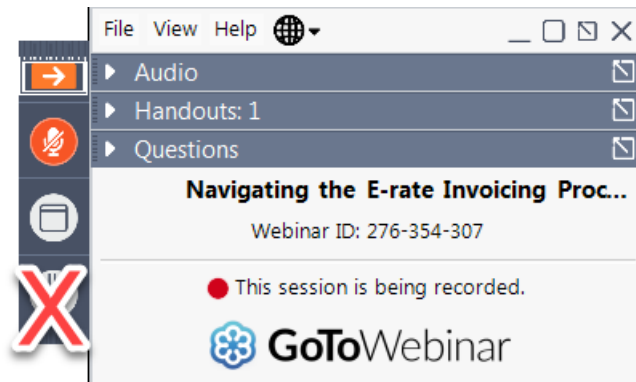 File View Help
Audio
Handouts: 1
Questions
Navigating the E-rate Invoicing Proc...
Webinar ID: 276-354-307
This session is being recorded.
GoToWebinar
X